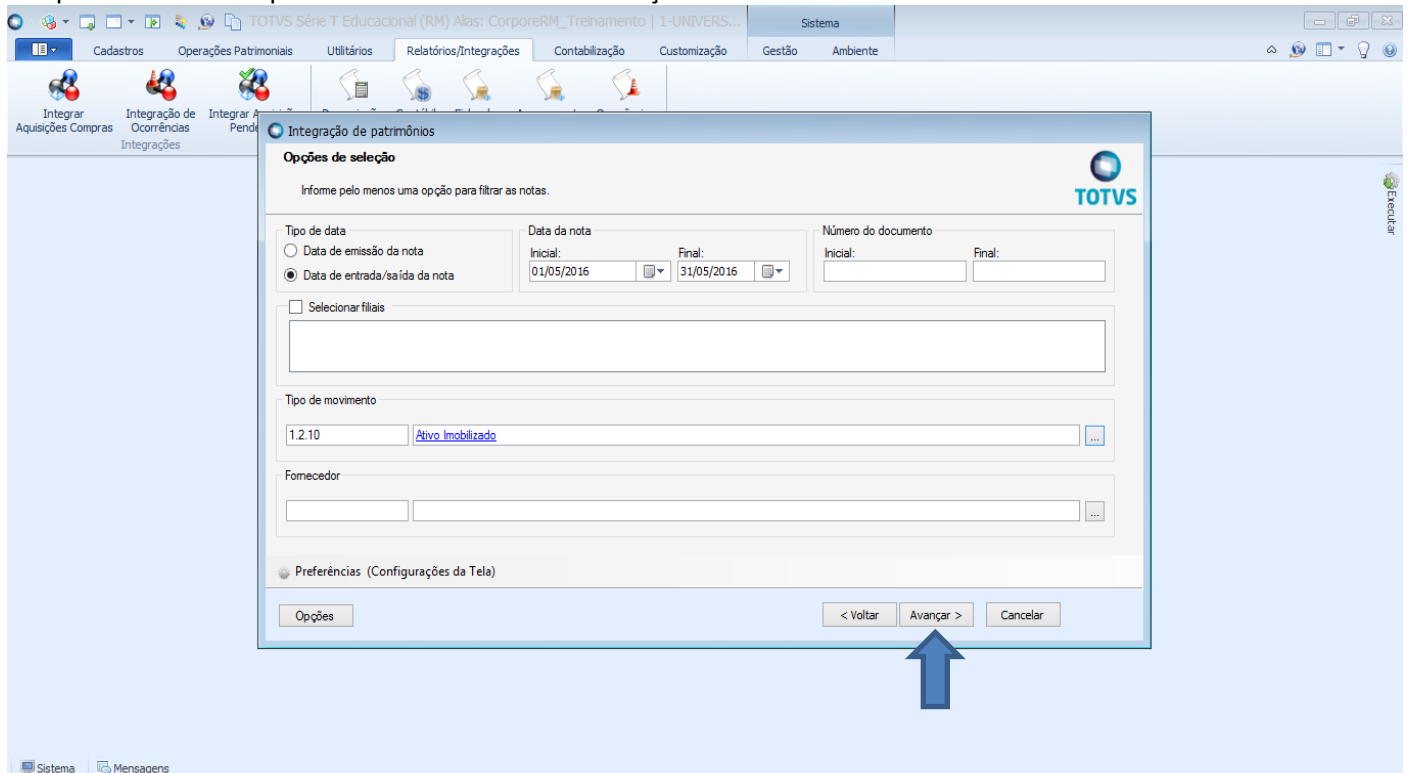 TOTVS Série T Educacional (RM) Alias: CorporeRM_Treinamento | 1-UNIVERS...
Sistema
Cadastros Operações Patrimoniais Utilitários Relatórios/Integrações Contabilização Customização Gestão Ambiente
Integrar Integração de Integrar
Aquisições Compras Ocorrências
Integrações
Integração de patrimônios
Opções de seleção
Informe pelo menos uma opção para filtrar as notas.
TOTVS
Executar
Tipo de data Data da nota Número do documento
Data de emissão da nota Inicial: Final: Inicial: Final:
Data de entrada/saída da nota 01/05/2016 31/05/2016
Selecionar filiais
Tipo de movimento
1.2.10 Ativo Imobilizado ...
Fornecedor
...
Preferências (Configurações da Tela)
Opções < Voltar Avançar > Cancelar
Sistema Mensagens